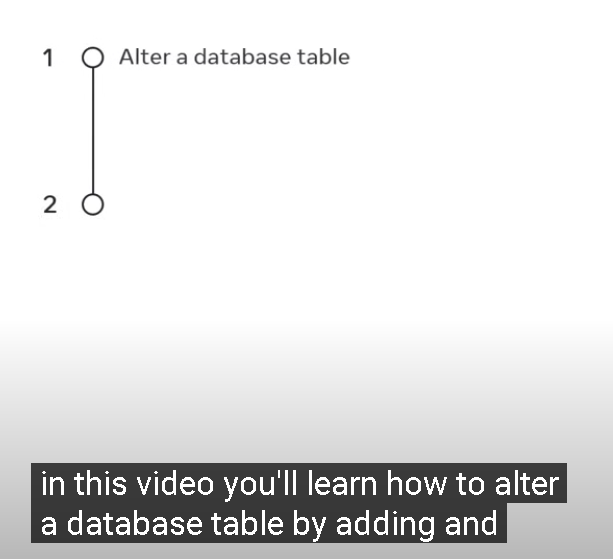 1 Alter a database table
2
in this video you'll learn how to alter
a database table by adding and